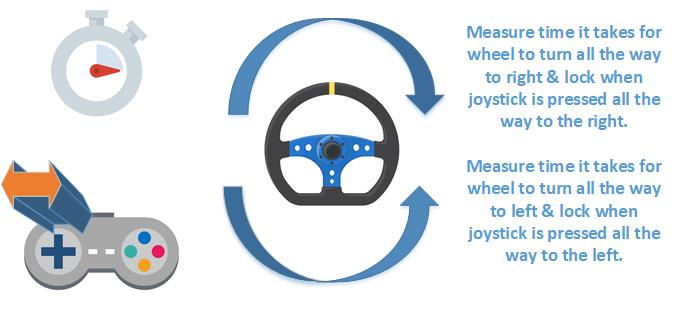 Measure time it takes for
wheel to turn all the way
to right & lock when
joystick is pressed all the
way to the right.
Measure time it takes for
wheel to turn all the way
to left & lock when
joystick is pressed all the
way to the left.